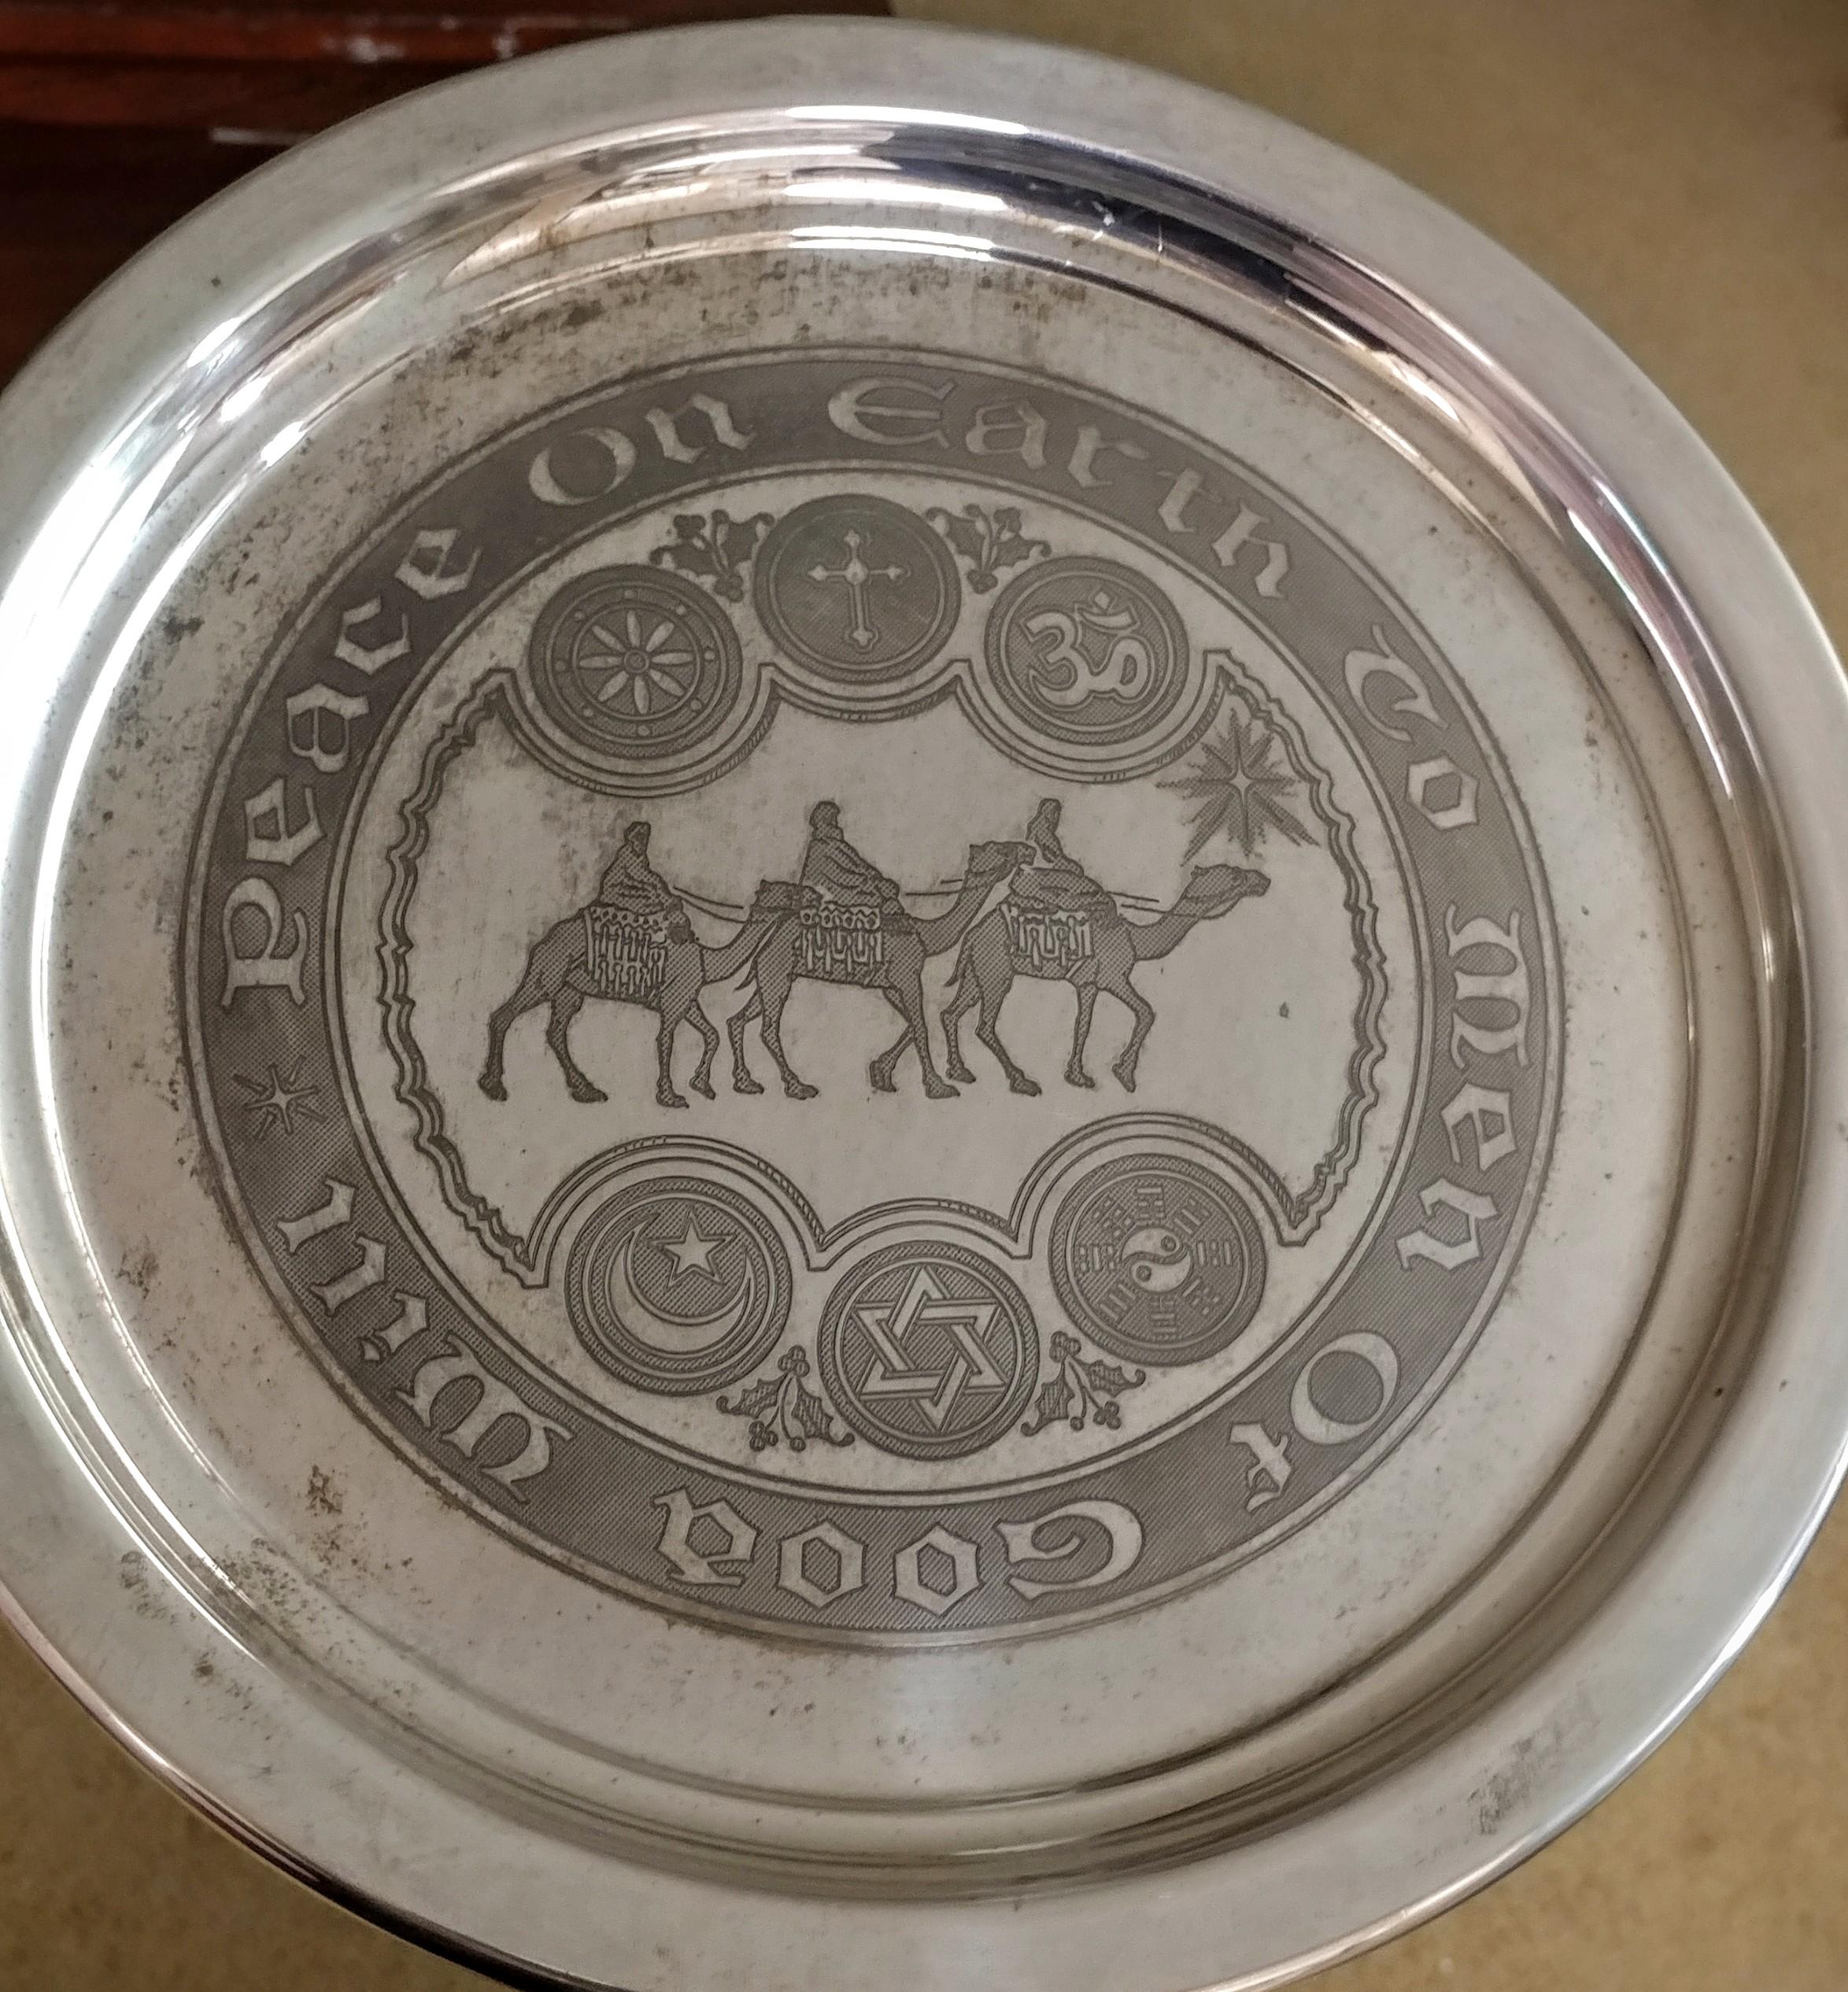 Peace On Earth To Men Of Good Will
ॐ